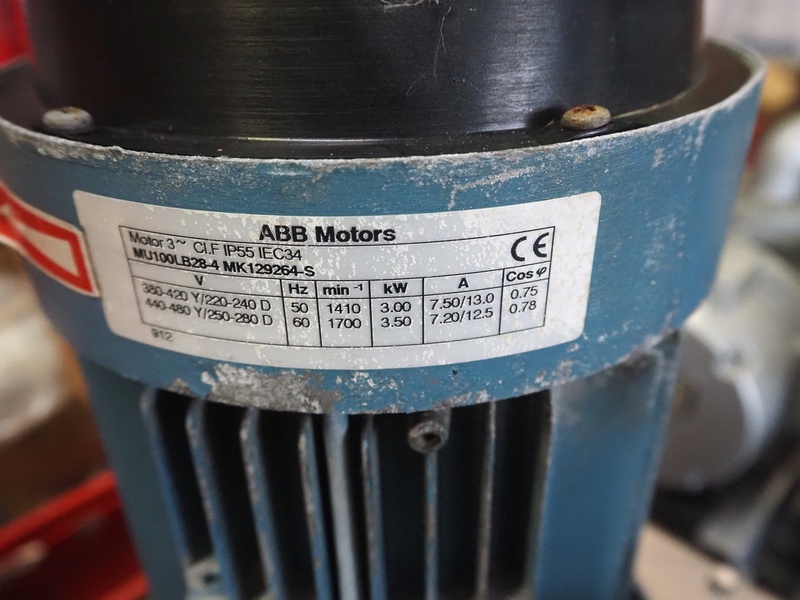 ABB Motors
Motor 3~ Cl.F IP55 IEC34 CE
MU100LB28-4 MK129264-S
V Hz min⁻¹ kW A Cos φ
380-420 Y/220-240 D 50 1410 3.00 7.50/13.0 0.75
440-480 Y/250-280 D 60 1700 3.50 7.20/12.5 0.78
912